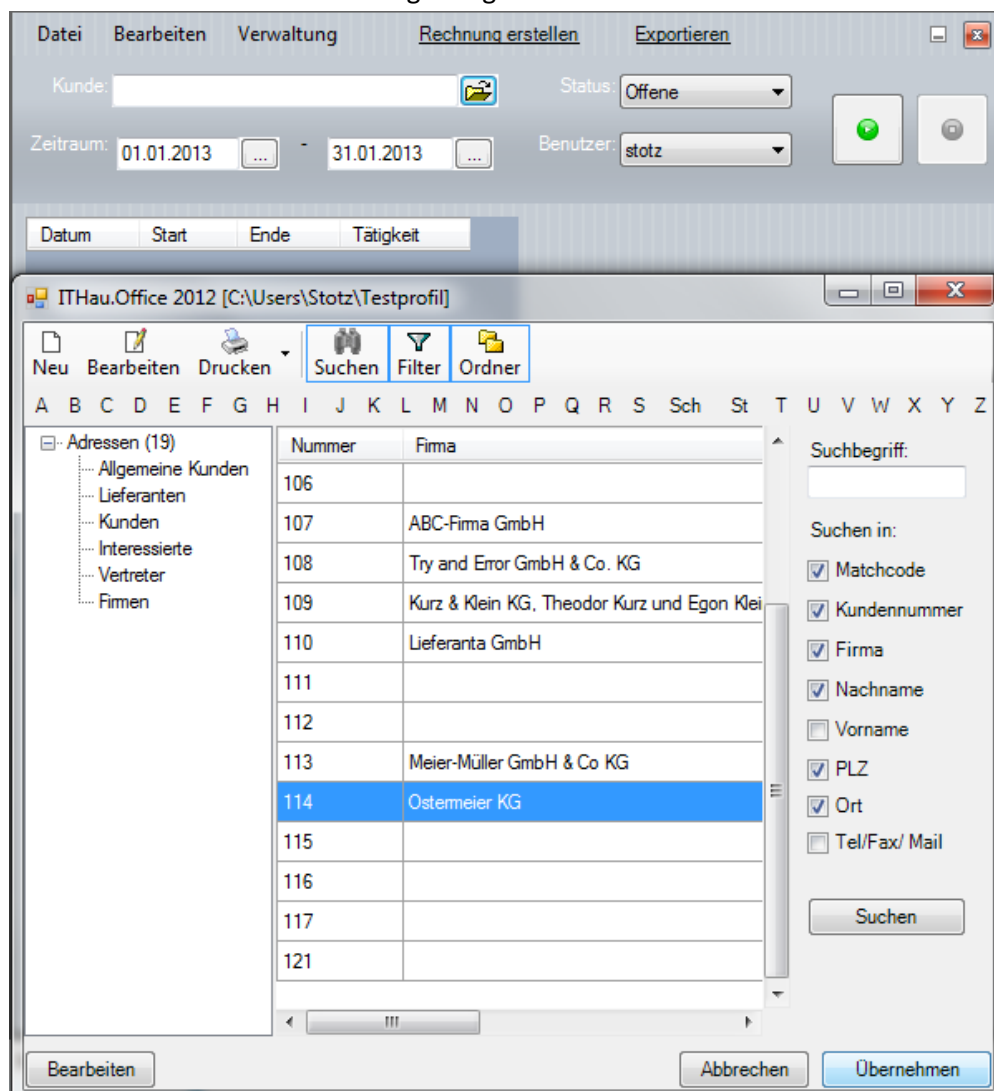 Datei Bearbeiten Verwaltung Rechnung erstellen Exportieren
Kunde: Status: Offene
Zeitraum: 01.01.2013 ... - 31.01.2013 ... Benutzer: stotz
Datum Start Ende Tätigkeit
ITHau.Office 2012 [C:\Users\Stotz\Testprofil]
Neu Bearbeiten Drucken Suchen Filter Ordner
A B C D E F G H I J K L M N O P Q R S Sch St T U V W X Y Z
Adressen (19)
Allgemeine Kunden
Lieferanten
Kunden
Interessierte
Vertreter
Firmen
Nummer Firma
106
107 ABC-Firma GmbH
108 Try and Error GmbH & Co. KG
109 Kurz & Klein KG, Theodor Kurz und Egon Klei
110 Lieferanta GmbH
111
112
113 Meier-Müller GmbH & Co KG
114 Ostermeier KG
115
116
117
121
Suchbegriff:
Suchen in:
Matchcode
Kundennummer
Firma
Nachname
Vorname
PLZ
Ort
Tel/Fax/ Mail
Suchen
Bearbeiten Abbrechen Übernehmen